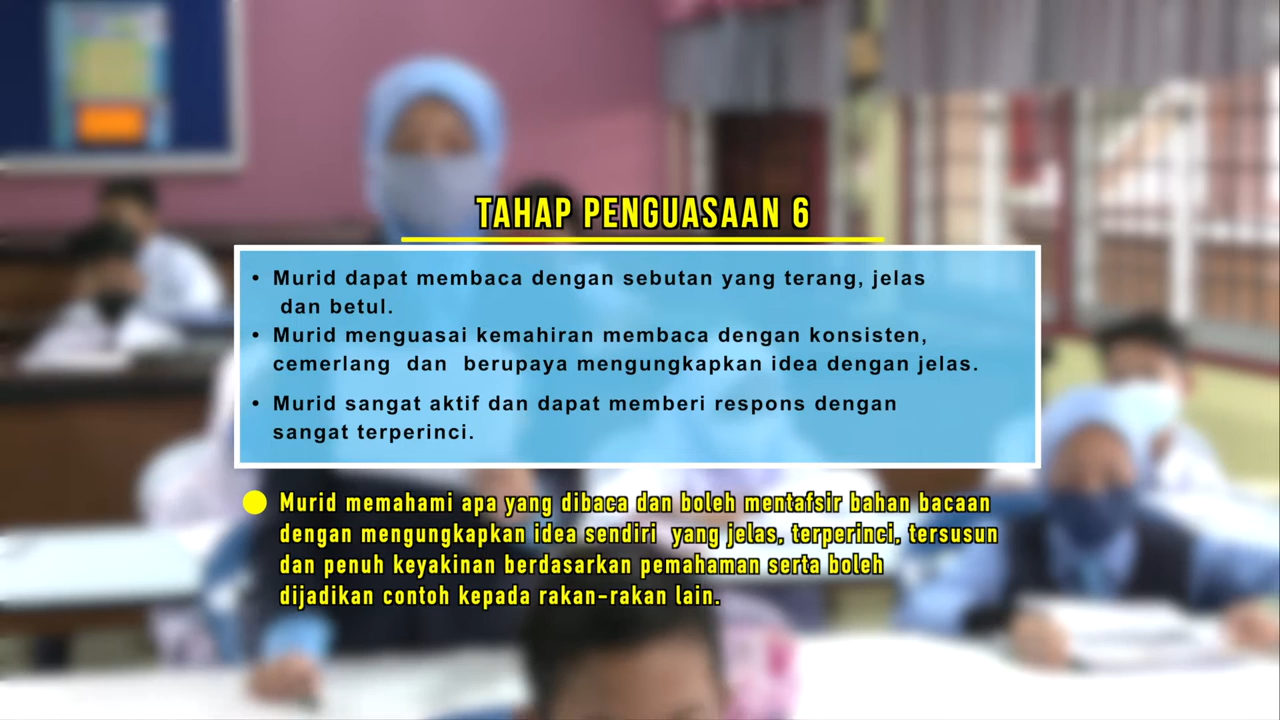 TAHAP PENGUASAAN 6
• Murid dapat membaca dengan sebutan yang terang, jelas
dan betul.
• Murid menguasai kemahiran membaca dengan konsisten,
cemerlang dan berupaya mengungkapkan idea dengan jelas.
• Murid sangat aktif dan dapat memberi respons dengan
sangat terperinci.
Murid memahami apa yang dibaca dan boleh mentafsir bahan bacaan
dengan mengungkapkan idea sendiri yang jelas, terperinci, tersusun
dan penuh keyakinan berdasarkan pemahaman serta boleh
dijadikan contoh kepada rakan-rakan lain.